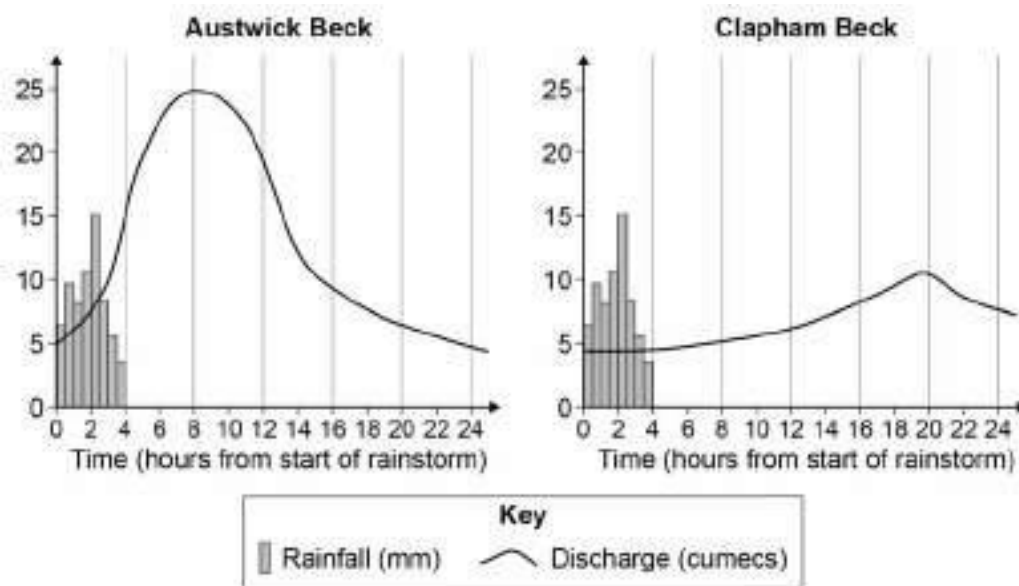 Austwick Beck
25
20
15
10
5
0
0 2 4 6 8 10 12 14 16 18 20 22 24
Time (hours from start of rainstorm)
Clapham Beck
25
20
15
10
5
0
0 2 4 6 8 10 12 14 16 18 20 22 24
Time (hours from start of rainstorm)
Key
Rainfall (mm) Discharge (cumecs)